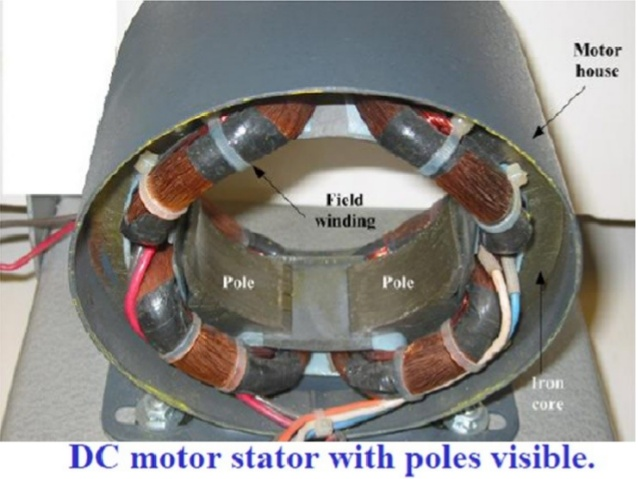 Motor
house
Field
winding
Pole
Pole
Iron
core
DC motor stator with poles visible.